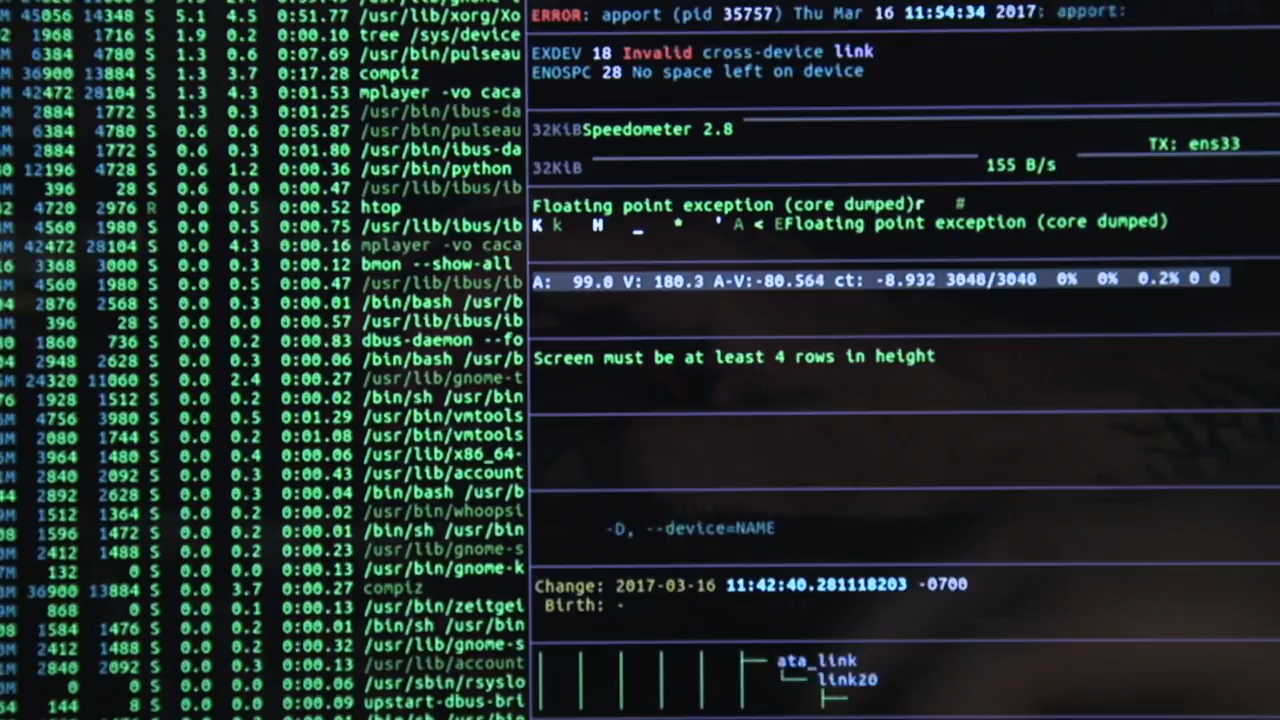 45056 14348 S 5.1 4.5 0:51.77 /usr/lib/xorg/Xo
1968 1716 S 1.9 0.2 0:00.10 tree /sys/device
6384 4780 S 1.3 0.6 0:07.69 /usr/bin/pulseau
36900 13884 S 1.3 3.7 0:17.28 compiz
42472 28104 S 1.3 4.3 0:01.53 mplayer -vo caca
2884 1772 S 1.3 0.3 0:01.25 /usr/bin/ibus-da
6384 4780 S 0.6 0.6 0:05.87 /usr/bin/pulseau
2884 1772 S 0.6 0.3 0:01.80 /usr/bin/ibus-da
12196 4728 S 0.6 1.2 0:00.36 /usr/bin/python
396 28 S 0.6 0.0 0:00.47 /usr/lib/ibus/ib
4720 2976 R 0.0 0.5 0:00.52 htop
4560 1980 S 0.0 0.5 0:00.75 /usr/lib/ibus/ib
42472 28104 S 0.0 4.3 0:00.16 mplayer -vo caca
3368 3000 S 0.0 0.3 0:00.12 bmon --show-all
4560 1980 S 0.0 0.5 0:00.47 /usr/lib/ibus/ib
2876 2568 S 0.0 0.3 0:00.01 /bin/bash /usr/b
396 28 S 0.0 0.0 0:00.57 /usr/lib/ibus/ib
1860 736 S 0.0 0.2 0:00.83 dbus-daemon --fo
2948 2628 S 0.0 0.3 0:00.06 /bin/bash /usr/b
24320 11060 S 0.0 2.4 0:00.27 /usr/lib/gnome-t
1928 1512 S 0.0 0.2 0:00.02 /bin/sh /usr/bin
4756 3980 S 0.0 0.5 0:01.29 /usr/bin/vmtools
2080 1744 S 0.0 0.2 0:01.08 /usr/bin/vmtools
3964 1480 S 0.0 0.4 0:00.06 /usr/lib/x86_64-
2840 2092 S 0.0 0.3 0:00.43 /usr/lib/account
2892 2628 S 0.0 0.3 0:00.04 /bin/bash /usr/b
1512 1364 S 0.0 0.2 0:00.02 /usr/bin/whoopsi
1596 1472 S 0.0 0.2 0:00.01 /bin/sh /usr/bin
2412 1488 S 0.0 0.2 0:00.23 /usr/lib/gnome-s
132 0 S 0.0 0.0 0:00.13 /usr/bin/gnome-k
36900 13884 S 0.0 3.7 0:00.27 compiz
868 0 S 0.0 0.1 0:00.13 /usr/bin/zeitgei
1584 1476 S 0.0 0.2 0:00.01 /bin/sh /usr/bin
2412 1488 S 0.0 0.2 0:00.32 /usr/lib/gnome-s
2840 2092 S 0.0 0.3 0:00.13 /usr/lib/account
0 0 S 0.0 0.0 0:00.06 /usr/sbin/rsyslo
144 8 S 0.0 0.0 0:00.09 upstart-dbus-bri
ERROR: apport (pid 35757) Thu Mar 16 11:54:34 2017: apport:
EXDEV 18 Invalid cross-device link
ENOSPC 28 No space left on device
32KiBSpeedometer 2.8
TX: ens33
32KiB 155 B/s
Floating point exception (core dumped)r #
K k H _ * ' A < EFloating point exception (core dumped)
A: 99.0 V: 180.3 A-V:-80.564 ct: -8.932 3040/3040 0% 0% 0.2% 0 0
Screen must be at least 4 rows in height
-D, --device=NAME
Change: 2017-03-16 11:42:40.281118203 -0700
Birth: -
ata_link
link20